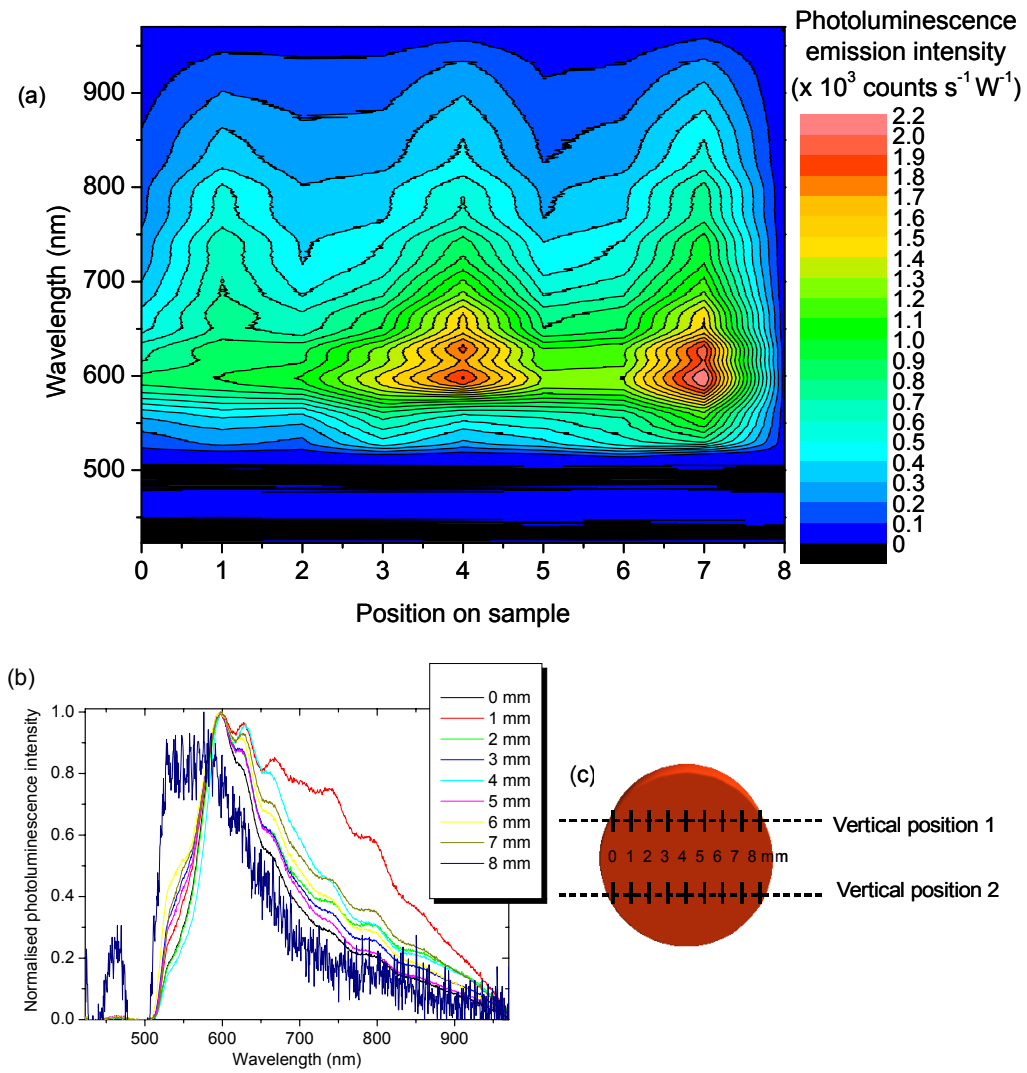 (a)
Photoluminescence
emission intensity
(x 10³ counts s⁻¹ W⁻¹)
2.2
2.0
1.9
1.7
1.6
1.4
1.3
1.2
1.1
1.0
0.9
0.8
0.7
0.6
0.5
0.4
0.3
0.2
0.1
0
Wavelength (nm)
900
800
700
600
500
0 1 2 3 4 5 6 7 8
Position on sample
(b)
Normalised photoluminescence intensity
1.0
0.8
0.6
0.4
0.2
0.0
500 600 700 800 900
Wavelength (nm)
0 mm
1 mm
2 mm
3 mm
4 mm
5 mm
6 mm
7 mm
8 mm
(c)
Vertical position 1
0 1 2 3 4 5 6 7 8 mm
Vertical position 2